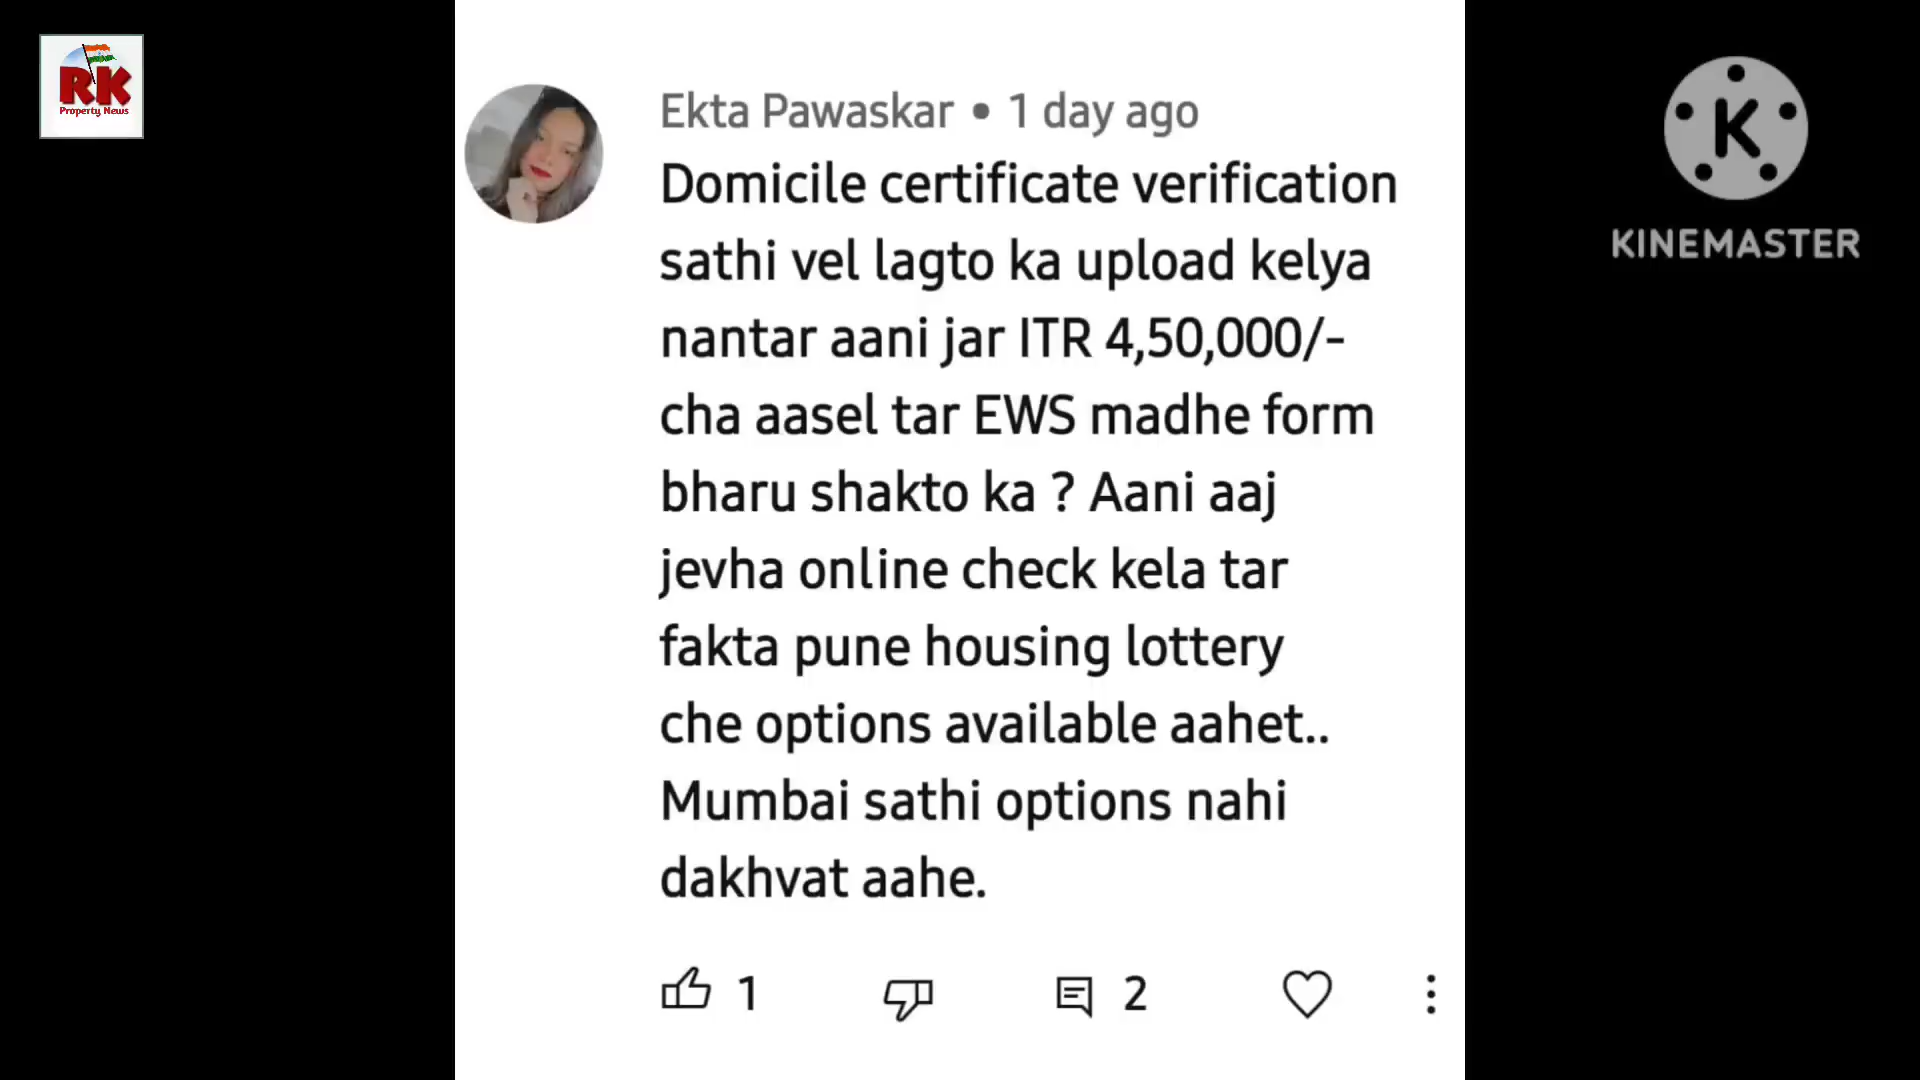 RK
Property News
K
KINEMASTER
Ekta Pawaskar • 1 day ago
Domicile certificate verification
sathi vel lagto ka upload kelya
nantar aani jar ITR 4,50,000/-
cha aasel tar EWS madhe form
bharu shakto ka ? Aani aaj
jevha online check kela tar
fakta pune housing lottery
che options available aahet..
Mumbai sathi options nahi
dakhvat aahe.
1 2